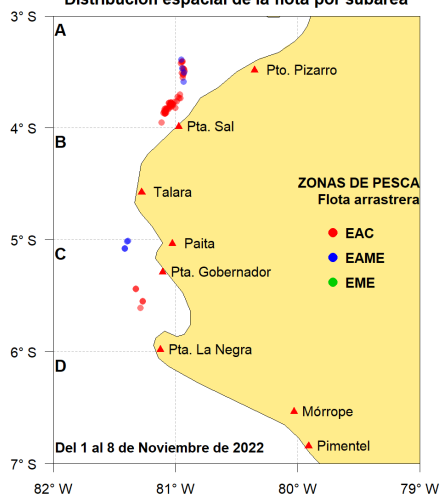 Distribución espacial de la flota por subárea
3° S
A
Pto. Pizarro
4° S
Pta. Sal
B
ZONAS DE PESCA
Talara
Flota arrastrera
EAC
5° S
Paita
C
EAME
Pta. Gobernador
EME
6° S
Pta. La Negra
D
Mórrope
Del 1 al 8 de Noviembre de 2022
Pimentel
7° S
82° W
81° W
80° W
79° W